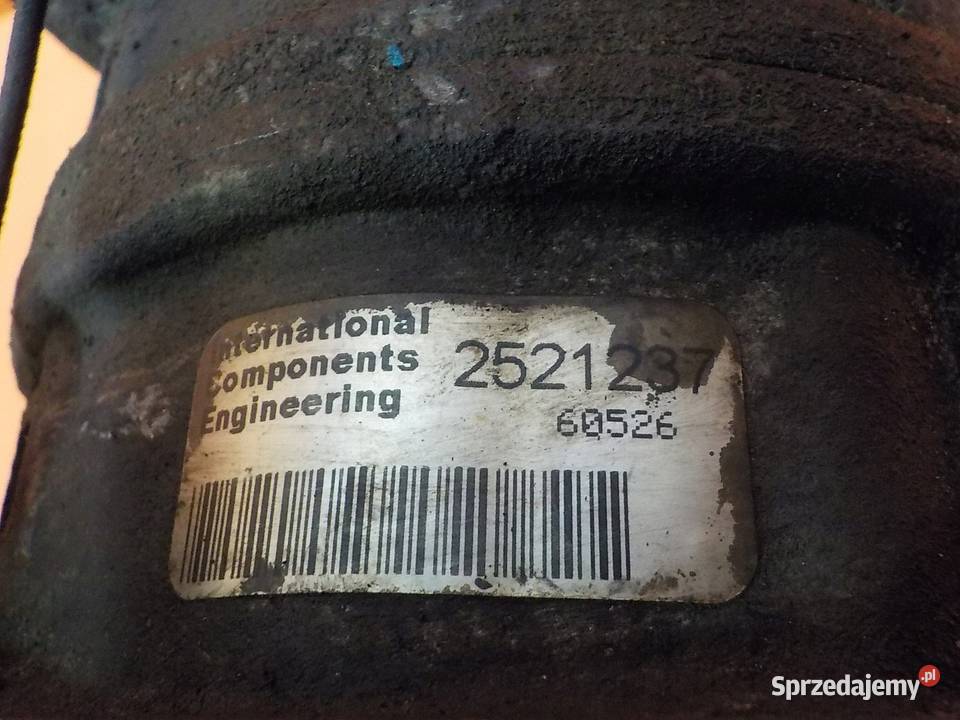 International
Components
Engineering
2521237
60526
Sprzedajemy.pl